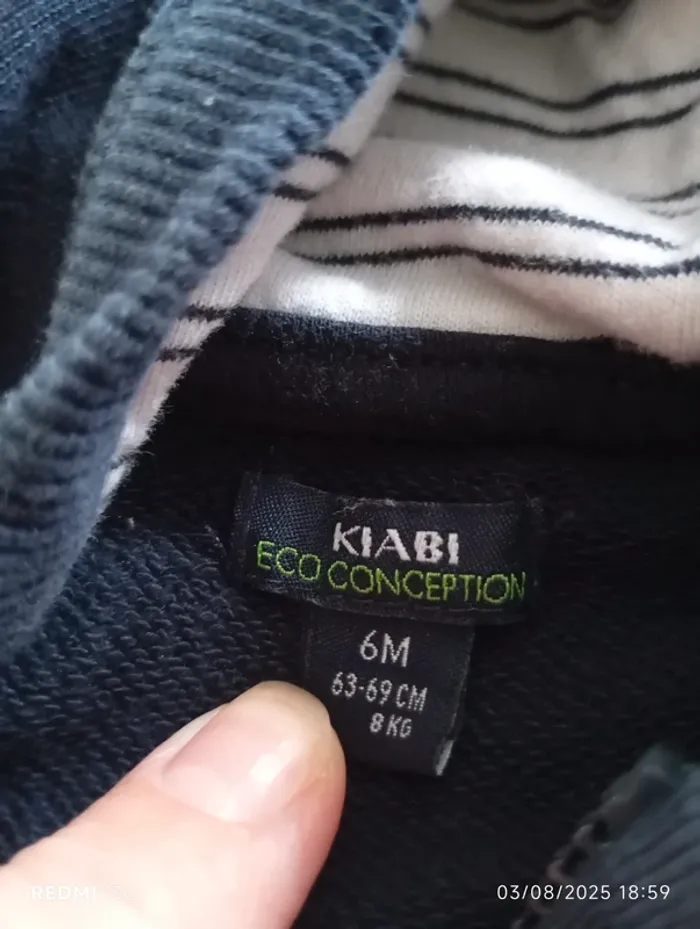 KIABI
ECO CONCEPTION
6M
63-69 CM
8 KG
REDMI
03/08/2025 18:59